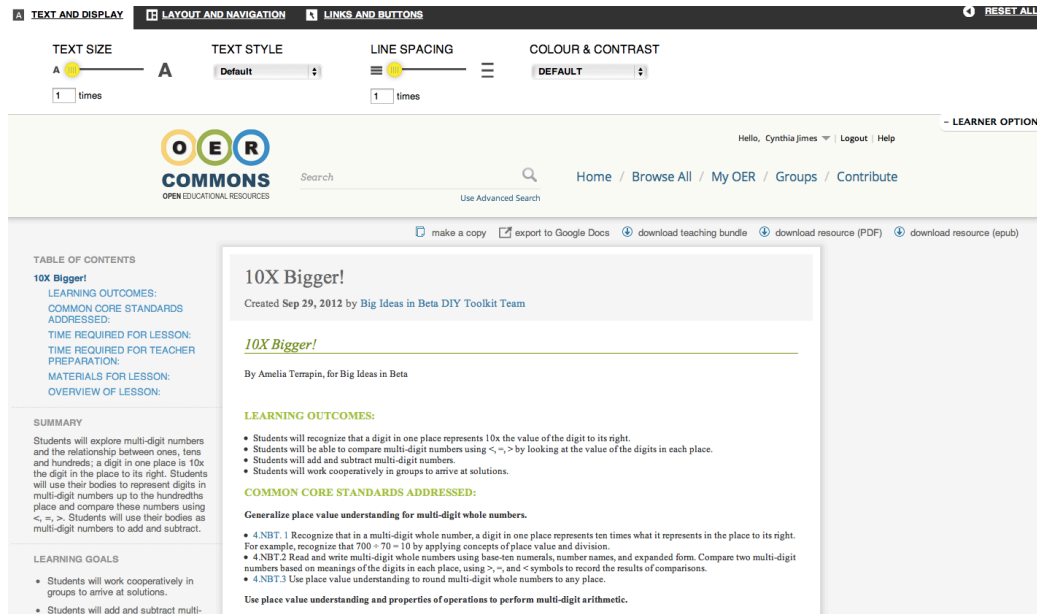 A TEXT AND DISPLAY LAYOUT AND NAVIGATION LINKS AND BUTTONS RESET ALL
TEXT SIZE TEXT STYLE LINE SPACING COLOUR & CONTRAST
A A Default DEFAULT
1 times 1 times
– LEARNER OPTION
Hello, Cynthia Jimes | Logout | Help
OER
COMMONS
OPEN EDUCATIONAL RESOURCES
Search
Use Advanced Search
Home / Browse All / My OER / Groups / Contribute
make a copy export to Google Docs download teaching bundle download resource (PDF) download resource (epub)
TABLE OF CONTENTS
10X Bigger!
LEARNING OUTCOMES:
COMMON CORE STANDARDS
ADDRESSED:
TIME REQUIRED FOR LESSON:
TIME REQUIRED FOR TEACHER
PREPARATION:
MATERIALS FOR LESSON:
OVERVIEW OF LESSON:
SUMMARY
Students will explore multi-digit numbers
and the relationship between ones, tens
and hundreds; a digit in one place is 10x
the digit in the place to its right. Students
will use their bodies to represent digits in
multi-digit numbers up to the hundredths
place and compare these numbers using
<, =, >. Students will use their bodies as
multi-digit numbers to add and subtract.
LEARNING GOALS
• Students will work cooperatively in
groups to arrive at solutions.
• Students will add and subtract multi-
10X Bigger!
Created Sep 29, 2012 by Big Ideas in Beta DIY Toolkit Team
10X Bigger!
By Amelia Terrapin, for Big Ideas in Beta
LEARNING OUTCOMES:
• Students will recognize that a digit in one place represents 10x the value of the digit to its right.
• Students will be able to compare multi-digit numbers using <, =, > by looking at the value of the digits in each place.
• Students will add and subtract multi-digit numbers.
• Students will work cooperatively in groups to arrive at solutions.
COMMON CORE STANDARDS ADDRESSED:
Generalize place value understanding for multi-digit whole numbers.
• 4.NBT. 1 Recognize that in a multi-digit whole number, a digit in one place represents ten times what it represents in the place to its right.
For example, recognize that 700 ÷ 70 = 10 by applying concepts of place value and division.
• 4.NBT.2 Read and write multi-digit whole numbers using base-ten numerals, number names, and expanded form. Compare two multi-digit
numbers based on meanings of the digits in each place, using >, =, and < symbols to record the results of comparisons.
• 4.NBT.3 Use place value understanding to round multi-digit whole numbers to any place.
Use place value understanding and properties of operations to perform multi-digit arithmetic.